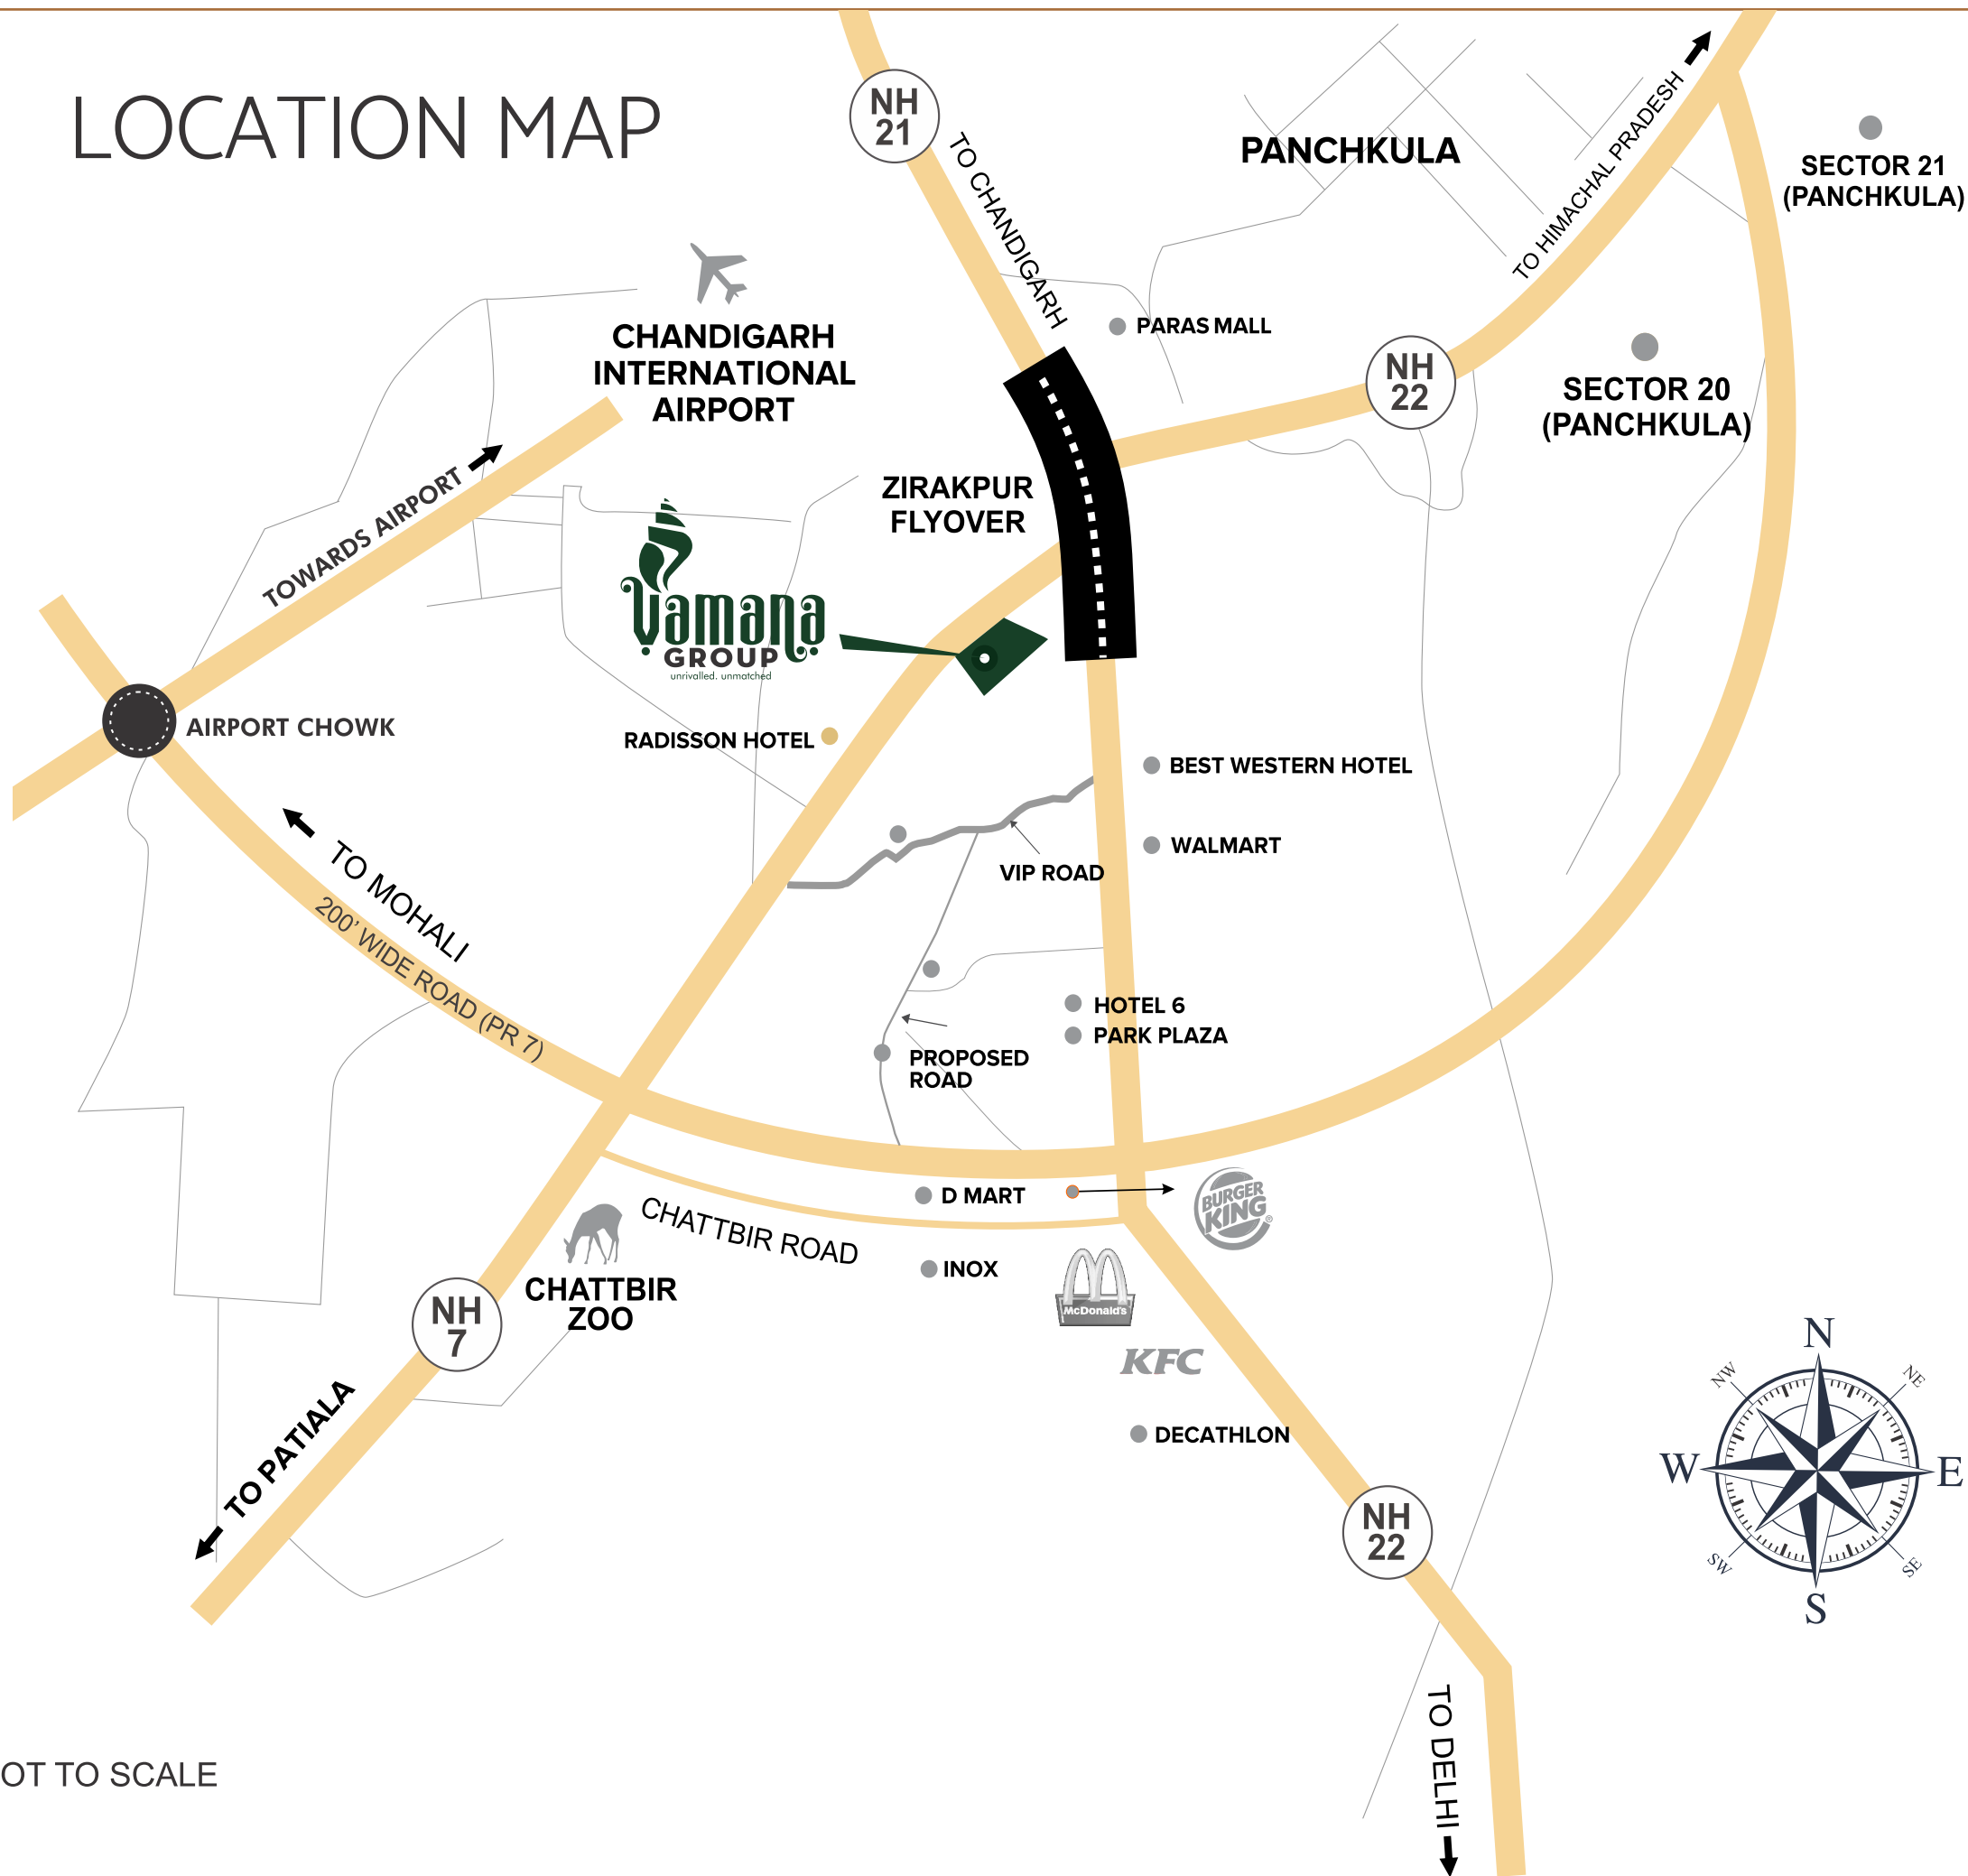 LOCATION MAP
NH
21
TO CHANDIGARH
PANCHKULA
TO HIMACHAL PRADESH
SECTOR 21
(PANCHKULA)
CHANDIGARH
INTERNATIONAL
AIRPORT
PARAS MALL
NH
22
SECTOR 20
(PANCHKULA)
TOWARDS AIRPORT
ZIRAKPUR
FLYOVER
Vamana
GROUP
unrivalled. unmatched
AIRPORT CHOWK
RADISSON HOTEL
BEST WESTERN HOTEL
WALMART
VIP ROAD
TO MOHALI
200' WIDE ROAD (PR 7)
HOTEL 6
PARK PLAZA
PROPOSED
ROAD
D MART
BURGER
KING®
CHATTBIR ROAD
INOX
McDonald's
CHATTBIR
ZOO
NH
7
KFC
DECATHLON
TO PATIALA
NH
22
N
NW
NE
W
E
SW
SE
S
TO DELHI
OT TO SCALE